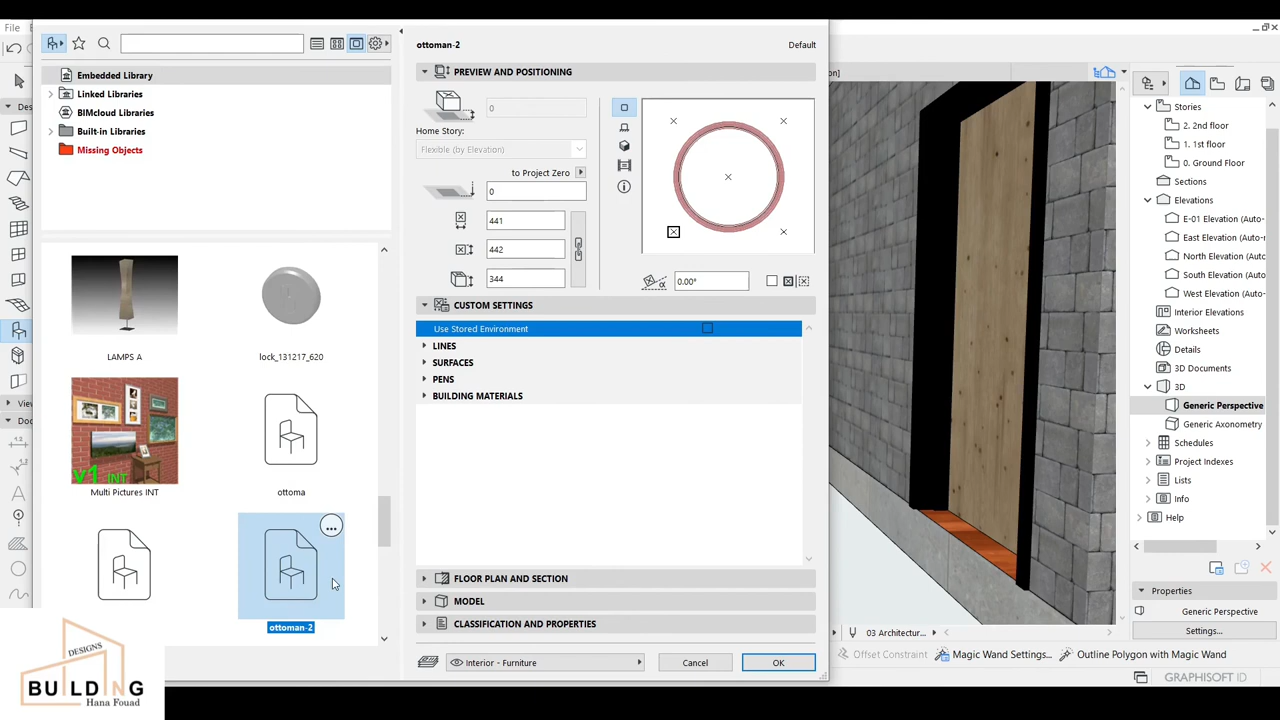 File
ottoman-2
Default
Embedded Library
Linked Libraries
BIMcloud Libraries
Built-in Libraries
Missing Objects
LAMPS A
lock_131217_620
v1 INT
Multi Pictures INT
ottoma
ottoman-2
PREVIEW AND POSITIONING
0
Home Story:
Flexible (by Elevation)
to Project Zero
0
441
442
344
0.00°
CUSTOM SETTINGS
Use Stored Environment
LINES
SURFACES
PENS
BUILDING MATERIALS
FLOOR PLAN AND SECTION
MODEL
CLASSIFICATION AND PROPERTIES
Interior - Furniture
Cancel
OK
Stories
2. 2nd floor
1. 1st floor
0. Ground Floor
Sections
Elevations
E-01 Elevation (Auto-
East Elevation (Auto-
North Elevation (Auto-
South Elevation (Auto-
West Elevation (Auto-
Interior Elevations
Worksheets
Details
3D Documents
3D
Generic Perspective
Generic Axonometry
Schedules
Project Indexes
Lists
Info
Help
Properties
Generic Perspective
Settings...
03 Architectur...
Offset Constraint
Magic Wand Settings...
Outline Polygon with Magic Wand
GRAPHISOFT ID
DESIGNS
BUILDING
Hana Fouad